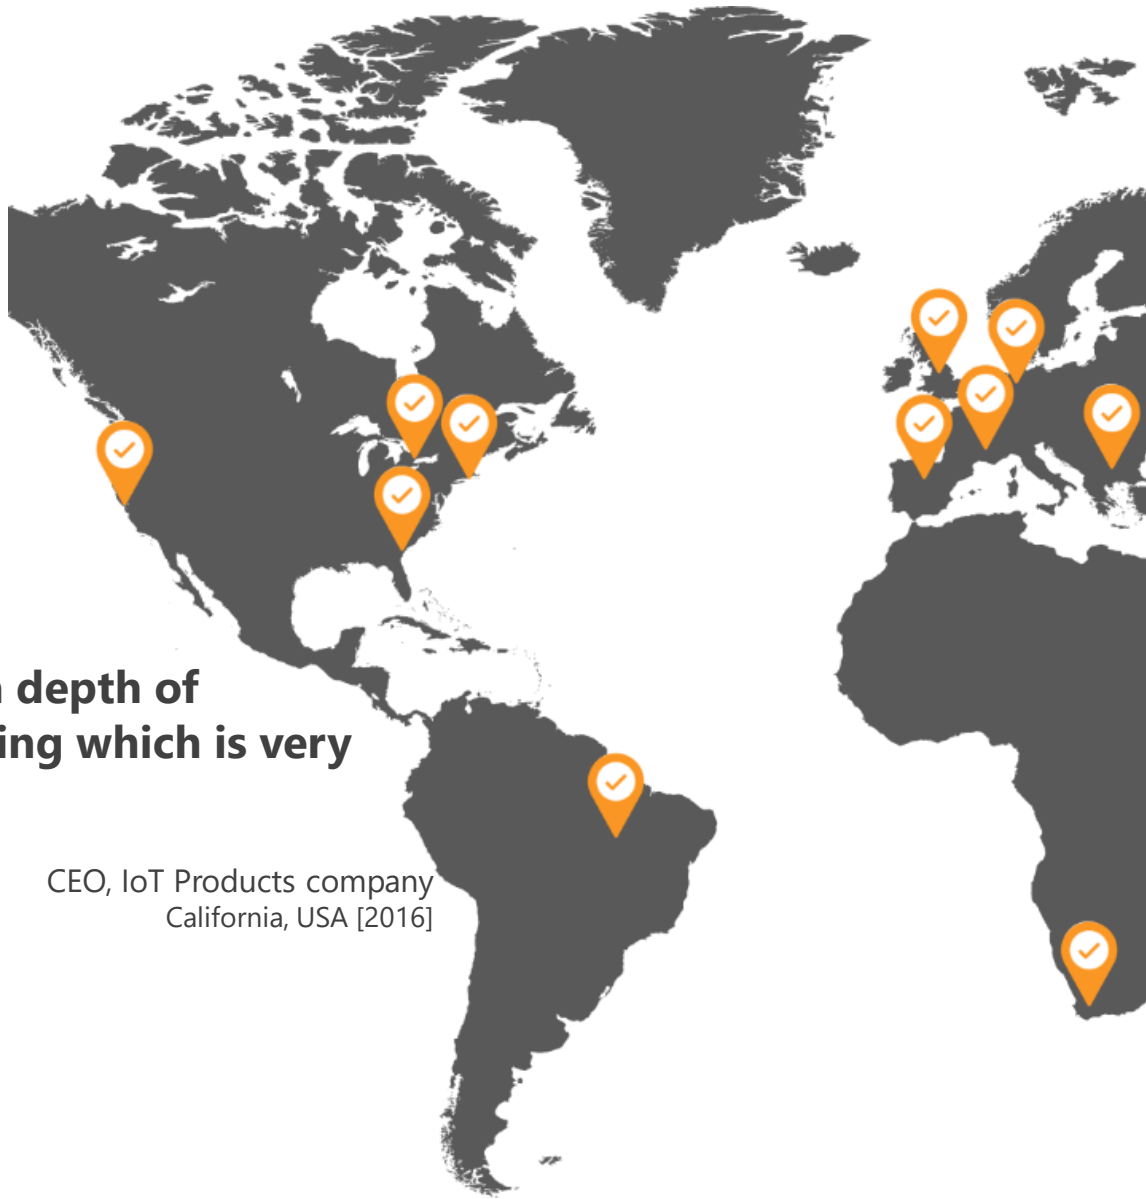 depth of
ing which is very
CEO, IoT Products company
California, USA [2016]